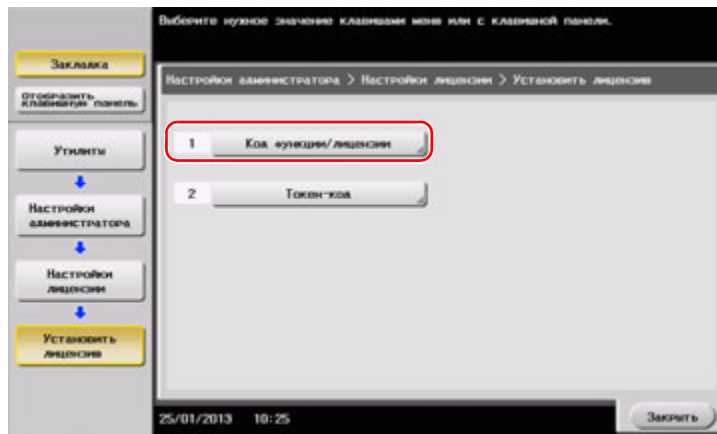 Выберите нужное значение клавишами меню или с клавишной панели.
Закладка
Отобразить
клавишную панель
Настройки администратора > Настройки лицензии > Установить лицензию
Утилиты
1 Код функции/лицензии
2 Токен-код
Настройки
администратора
Настройки
лицензии
Установить
лицензию
25/01/2013 10:25
Закрыть